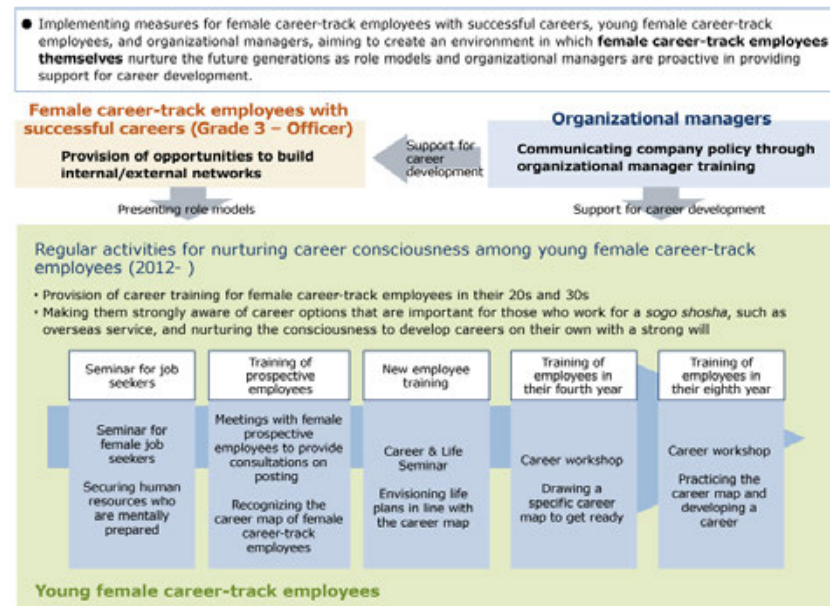 ● Implementing measures for female career-track employees with successful careers, young female career-track
employees, and organizational managers, aiming to create an environment in which female career-track employees
themselves nurture the future generations as role models and organizational managers are proactive in providing
support for career development.
Female career-track employees with
successful careers (Grade 3 – Officer)
Provision of opportunities to build
internal/external networks
Support for
career
development
Organizational managers
Communicating company policy through
organizational manager training
Presenting role models
Support for career development
Regular activities for nurturing career consciousness among young female career-track
employees (2012- )
・Provision of career training for female career-track employees in their 20s and 30s
・Making them strongly aware of career options that are important for those who work for a sogo shosha, such as
overseas service, and nurturing the consciousness to develop careers on their own with a strong will
Seminar for job
seekers
Seminar for
female job
seekers
Securing human
resources who
are mentally
prepared
Training of
prospective
employees
Meetings with female
prospective
employees to provide
consultations on
posting
Recognizing the
career map of female
career-track
employees
New employee
training
Career & Life
Seminar
Envisioning life
plans in line with
the career map
Training of
employees in
their fourth year
Career workshop
Drawing a
specific career
map to get ready
Training of
employees in
their eighth year
Career workshop
Practicing the
career map and
developing a
career
Young female career-track employees